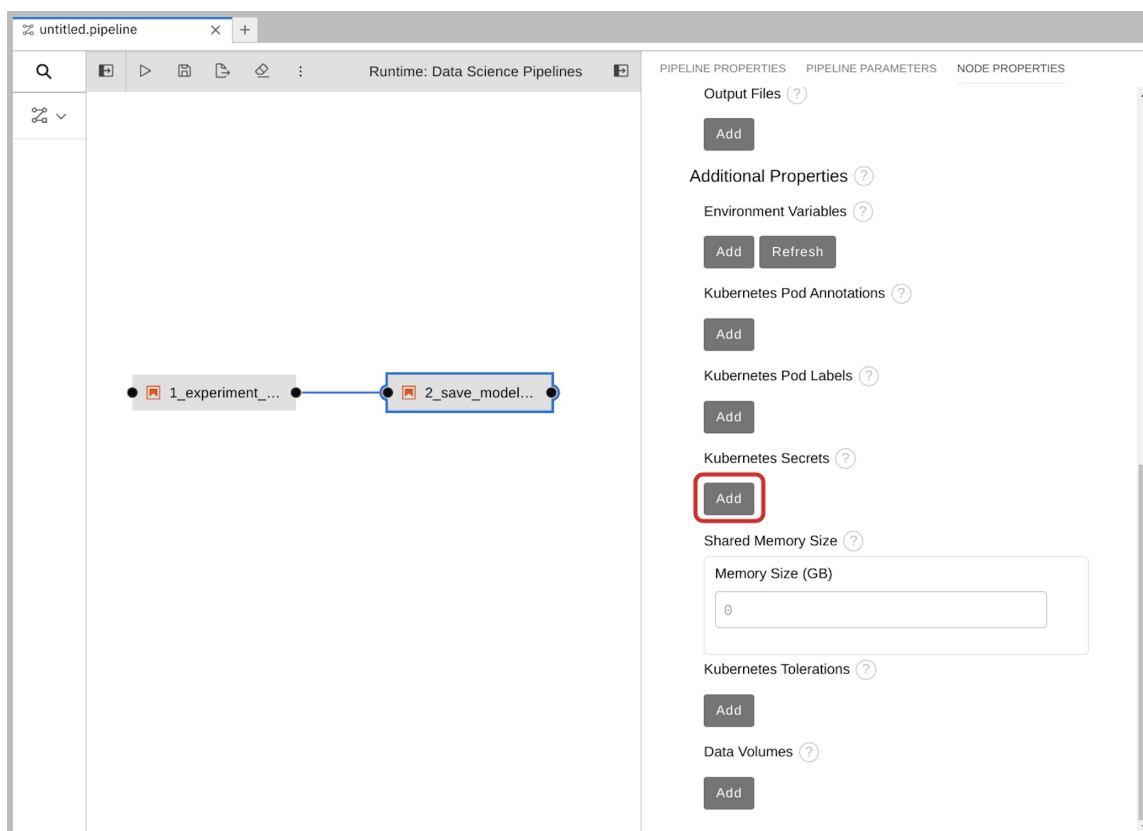 untitled.pipeline
Runtime: Data Science Pipelines
1_experiment_...
2_save_model...
PIPELINE PROPERTIES PIPELINE PARAMETERS NODE PROPERTIES
Output Files ?
Add
Additional Properties ?
Environment Variables ?
Add Refresh
Kubernetes Pod Annotations ?
Add
Kubernetes Pod Labels ?
Add
Kubernetes Secrets ?
Add
Shared Memory Size ?
Memory Size (GB)
0
Kubernetes Tolerations ?
Add
Data Volumes ?
Add